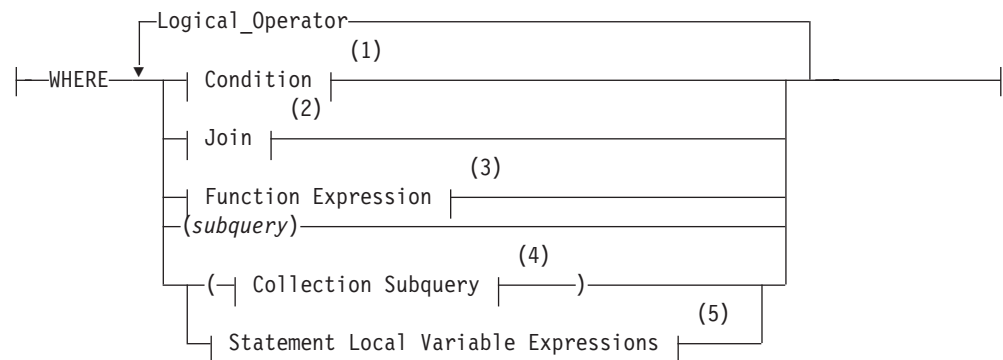 Logical_Operator
(1)
WHERE Condition
(2)
Join
(3)
Function Expression
(subquery)
(4)
( Collection Subquery )
(5)
Statement Local Variable Expressions